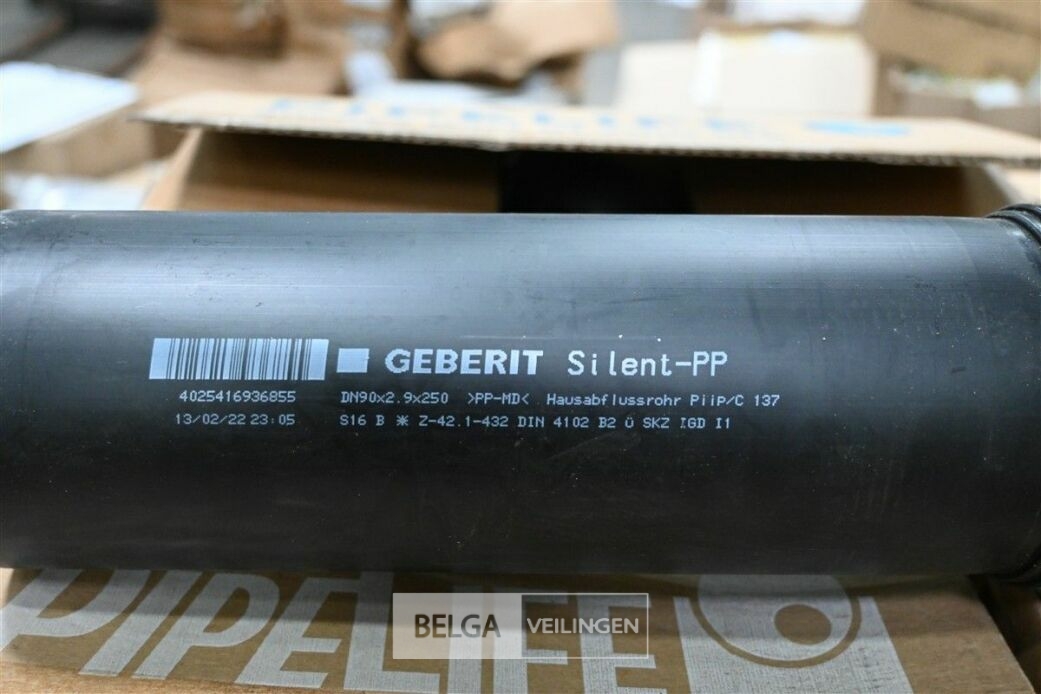 PIPELIFE
GEBERIT Silent-PP
4025416936855
DN90x2.9x250 >PP-MD< Hausabflussrohr PiiP/C 137
13/02/22 23:05
S16 B ✳ Z-42.1-432 DIN 4102 B2 Ü SKZ IGD I1
PIPELIFE
BELGA VEILINGEN